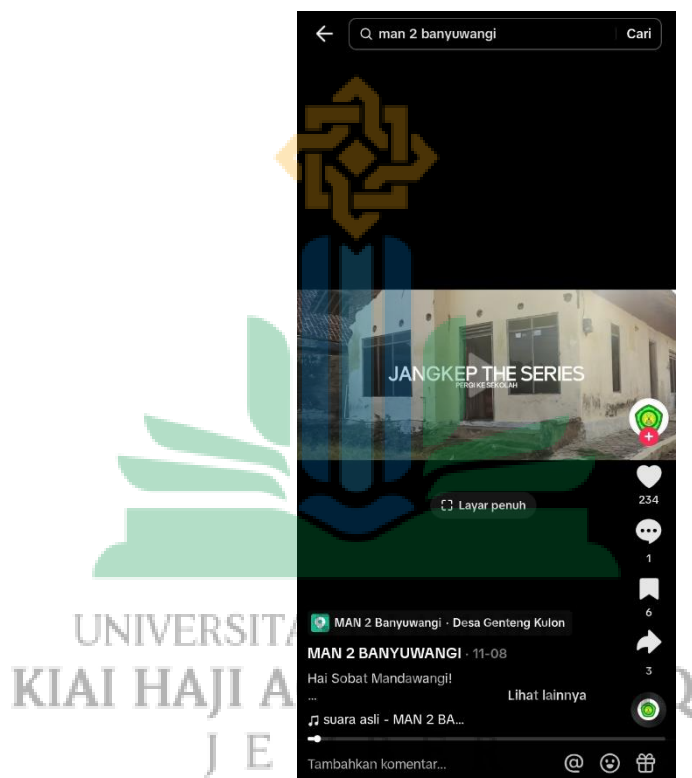 man 2 banyuwangi Cari
JANGKEP THE SERIES
PERGI KE SEKOLAH
234
Layar penuh
1
6
MAN 2 Banyuwangi · Desa Genteng Kulon
MAN 2 BANYUWANGI · 11-08
3
Hai Sobat Mandawangi!
... Lihat lainnya
suara asli - MAN 2 BA...
Tambahkan komentar...
UNIVERSITA
KIAI HAJI A Q
J E